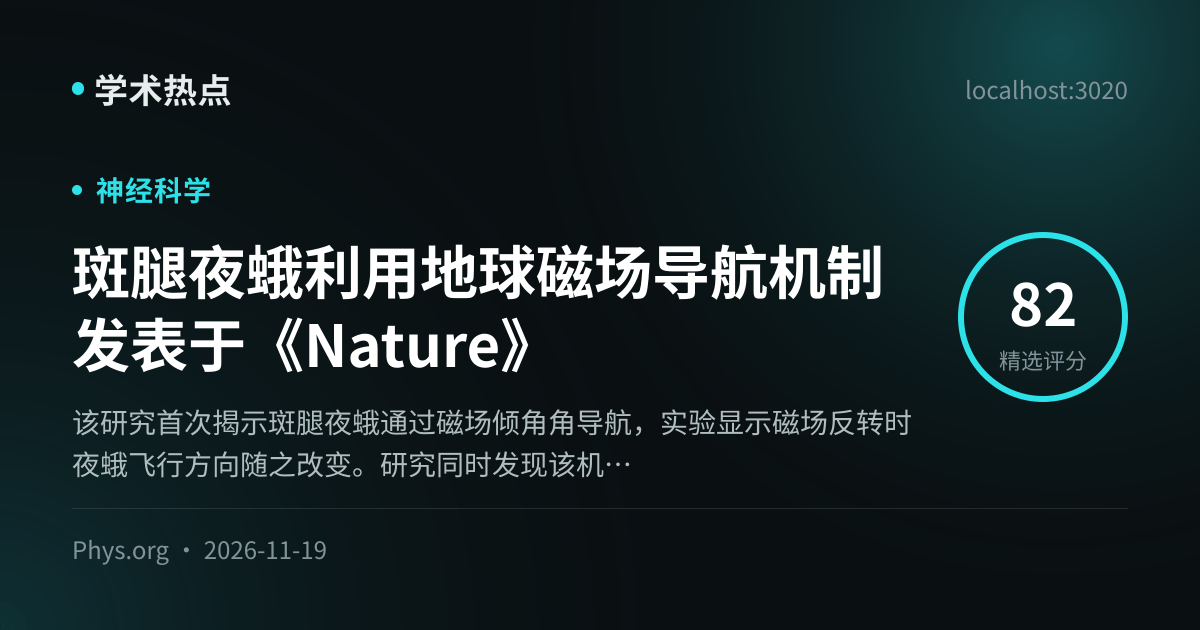 学术热点
localhost:3020
神经科学
斑腿夜蛾利用地球磁场导航机制
发表于《Nature》
82
精选评分
该研究首次揭示斑腿夜蛾通过磁场倾角角导航，实验显示磁场反转时
夜蛾飞行方向随之改变。研究同时发现该机…
Phys.org · 2026-11-19